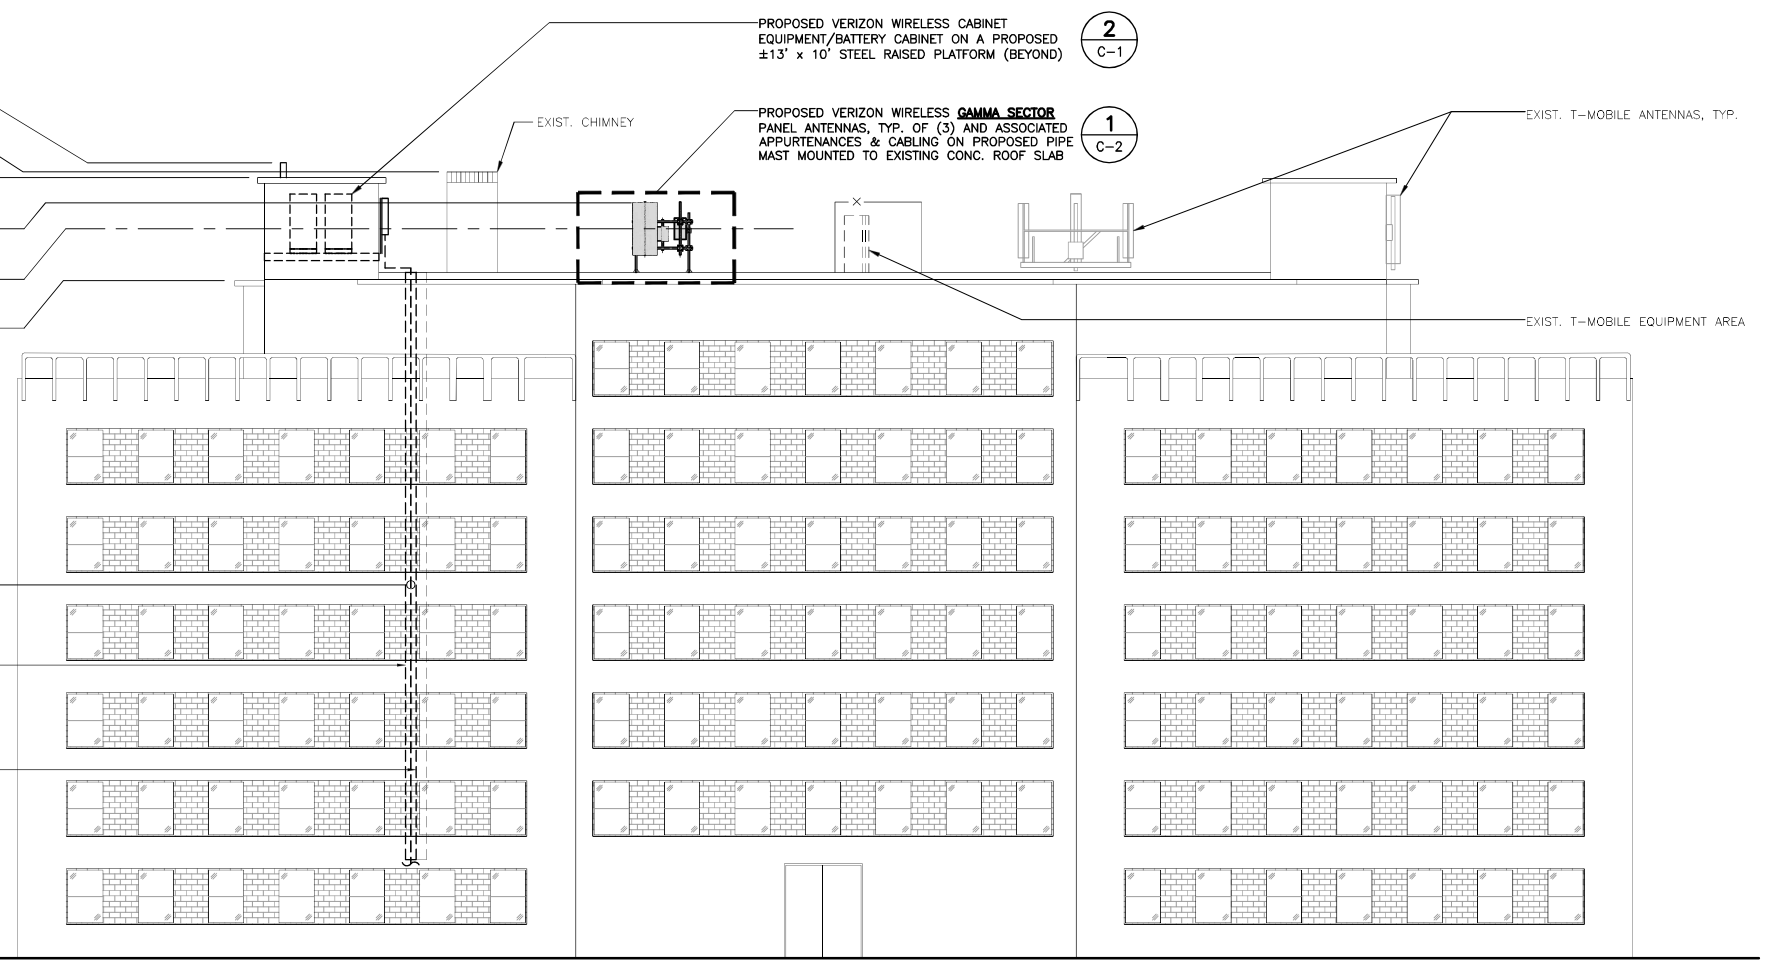 PROPOSED VERIZON WIRELESS CABINET
EQUIPMENT/BATTERY CABINET ON A PROPOSED
±13' x 10' STEEL RAISED PLATFORM (BEYOND)
2
C-1
PROPOSED VERIZON WIRELESS GAMMA SECTOR
PANEL ANTENNAS, TYP. OF (3) AND ASSOCIATED
APPURTENANCES & CABLING ON PROPOSED PIPE
MAST MOUNTED TO EXISTING CONC. ROOF SLAB
1
C-2
EXIST. CHIMNEY
EXIST. T-MOBILE ANTENNAS, TYP.
EXIST. T-MOBILE EQUIPMENT AREA